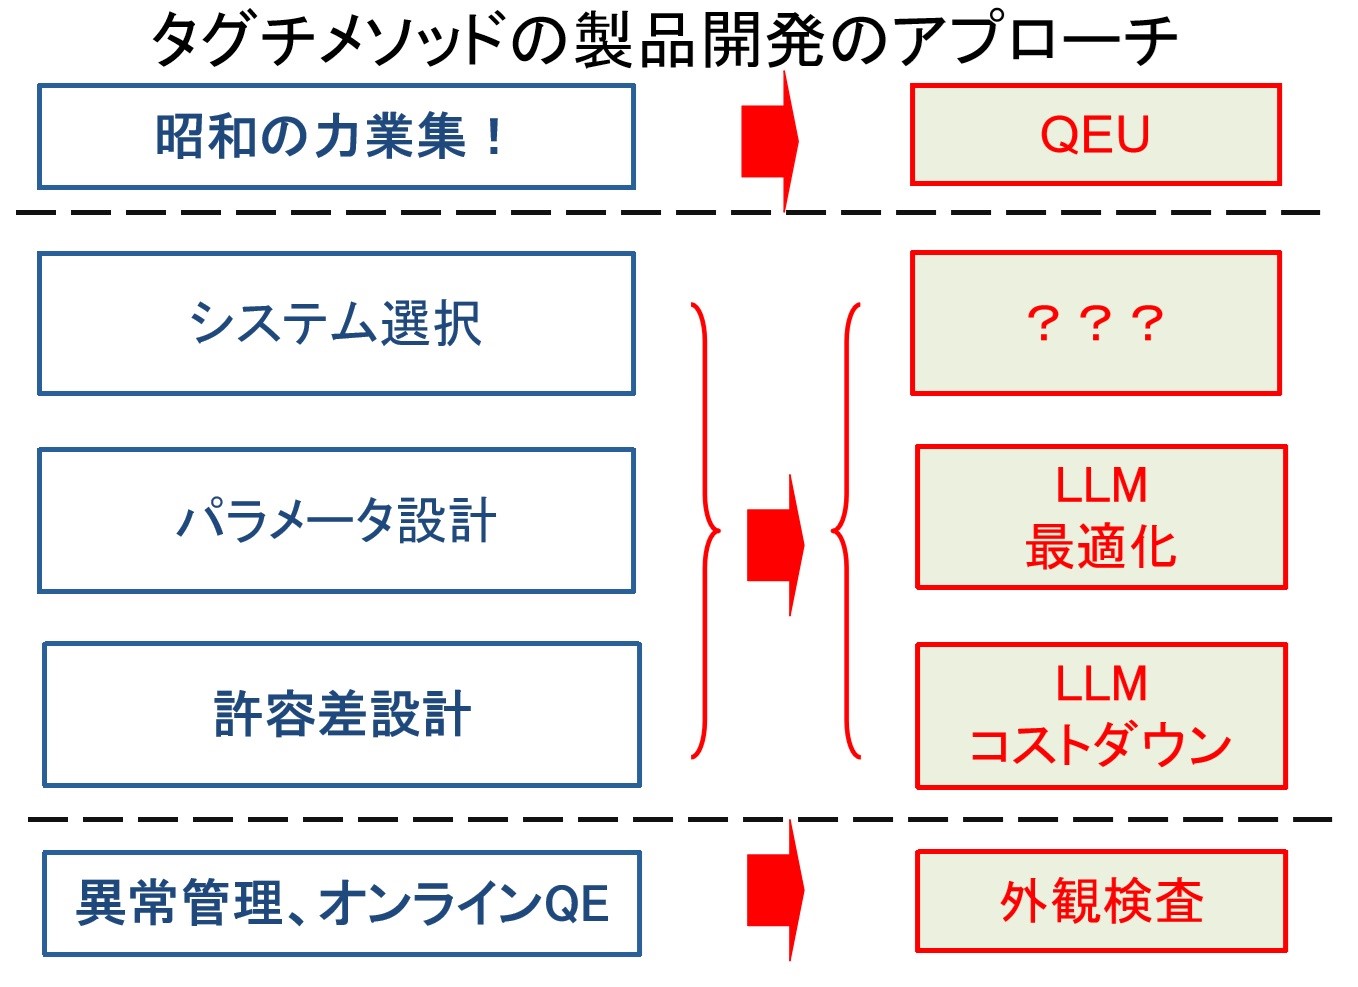 タグチメソッドの製品開発のアプローチ
昭和の力業集！
QEU
システム選択
？？？
パラメータ設計
LLM
最適化
許容差設計
LLM
コストダウン
異常管理、オンラインQE
外観検査